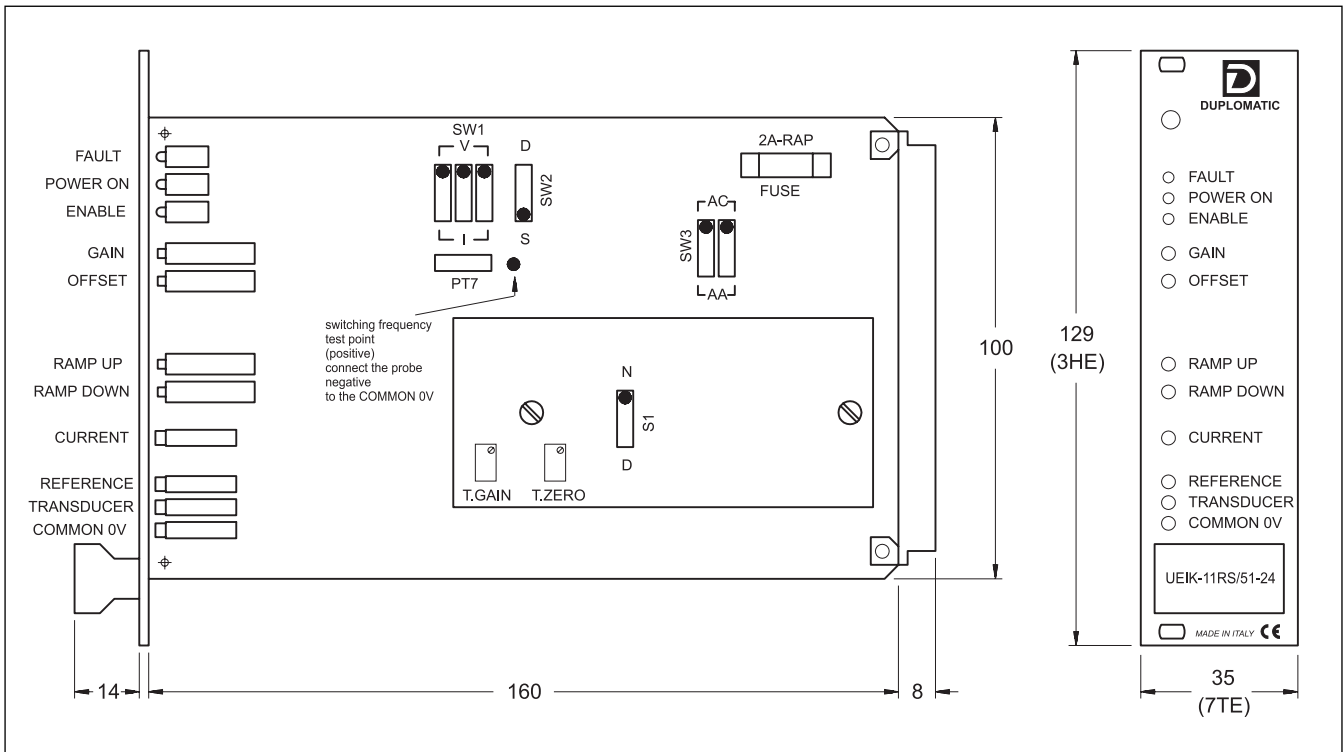 FAULT
POWER ON
ENABLE
GAIN
OFFSET
RAMP UP
RAMP DOWN
CURRENT
REFERENCE
TRANSDUCER
COMMON 0V
SW1
V
I
PT7
D
SW2
S
switching frequency
test point
(positive)
connect the probe
negative
to the COMMON 0V
2A-RAP
FUSE
AC
SW3
AA
N
S1
D
T.GAIN
T.ZERO
14
160
8
100
129
(3HE)
D
DUPLOMATIC
FAULT
POWER ON
ENABLE
GAIN
OFFSET
RAMP UP
RAMP DOWN
CURRENT
REFERENCE
TRANSDUCER
COMMON 0V
UEIK-11RS/51-24
MADE IN ITALY CE
35
(7TE)